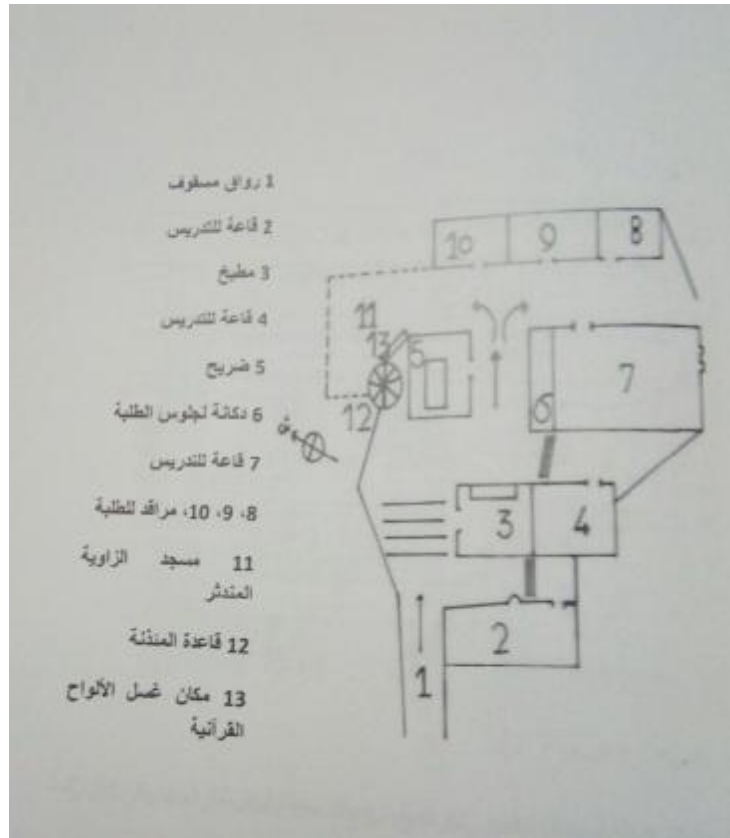 1 رواق مسقوف
2 قاعة للتدريس
3 مطبخ
4 قاعة للتدريس
5 ضريح
6 دكانة لجلوس الطلبة
7 قاعة للتدريس
8، 9، 10، مراقد للطلبة
11 مسجد الزاوية
المندثر
12 قاعدة المئذنة
13 مكان غسل الألواح
القرآنية
10 9 8
11
13 5
7
6
12
ش
3 4
2
1